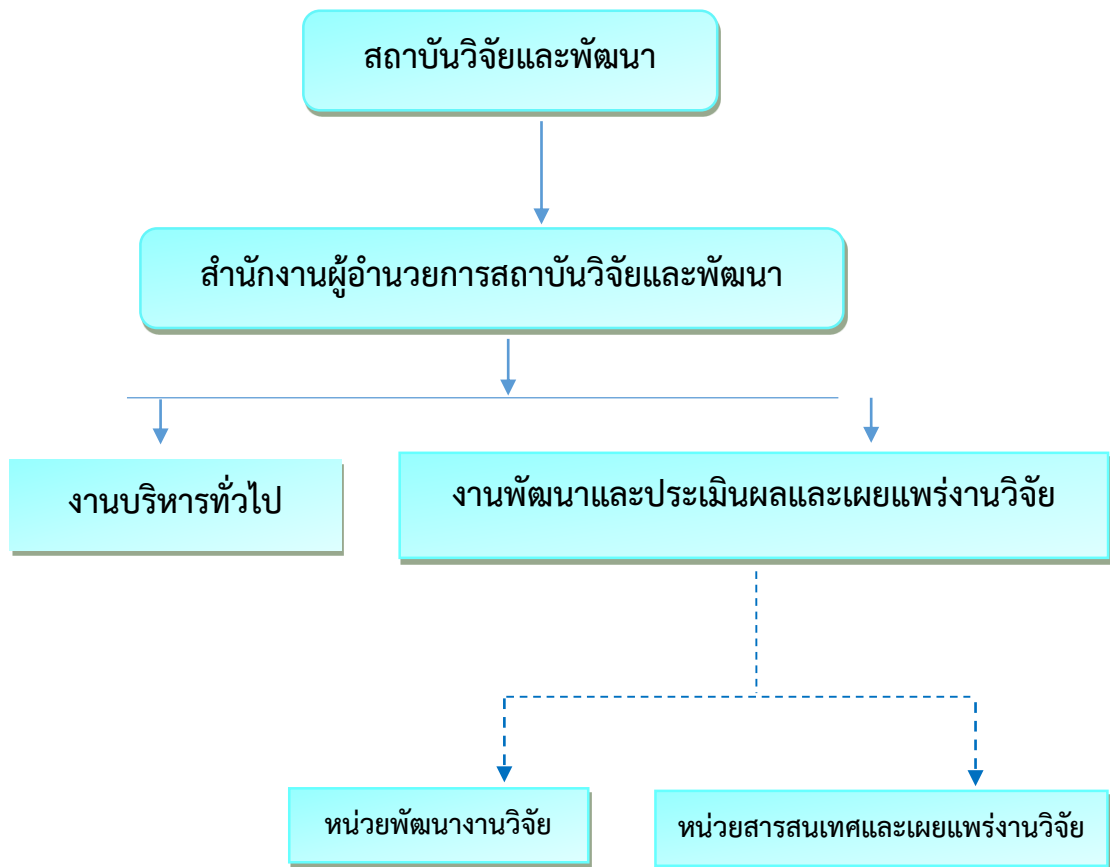 สถาบันวิจัยและพัฒนา
สำนักงานผู้อำนวยการสถาบันวิจัยและพัฒนา
งานบริหารทั่วไป
งานพัฒนาและประเมินผลและเผยแพร่งานวิจัย
หน่วยพัฒนางานวิจัย
หน่วยสารสนเทศและเผยแพร่งานวิจัย